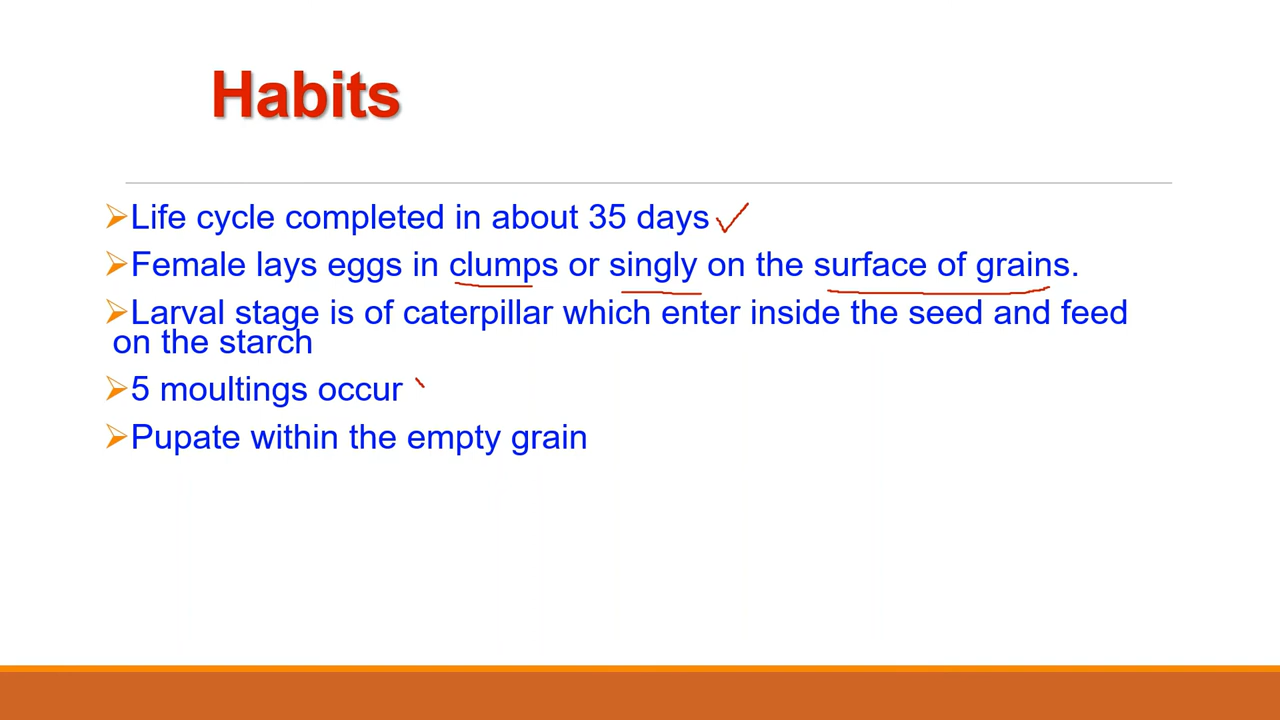 Habits
Life cycle completed in about 35 days
Female lays eggs in clumps or singly on the surface of grains.
Larval stage is of caterpillar which enter inside the seed and feed
on the starch
5 moultings occur
Pupate within the empty grain